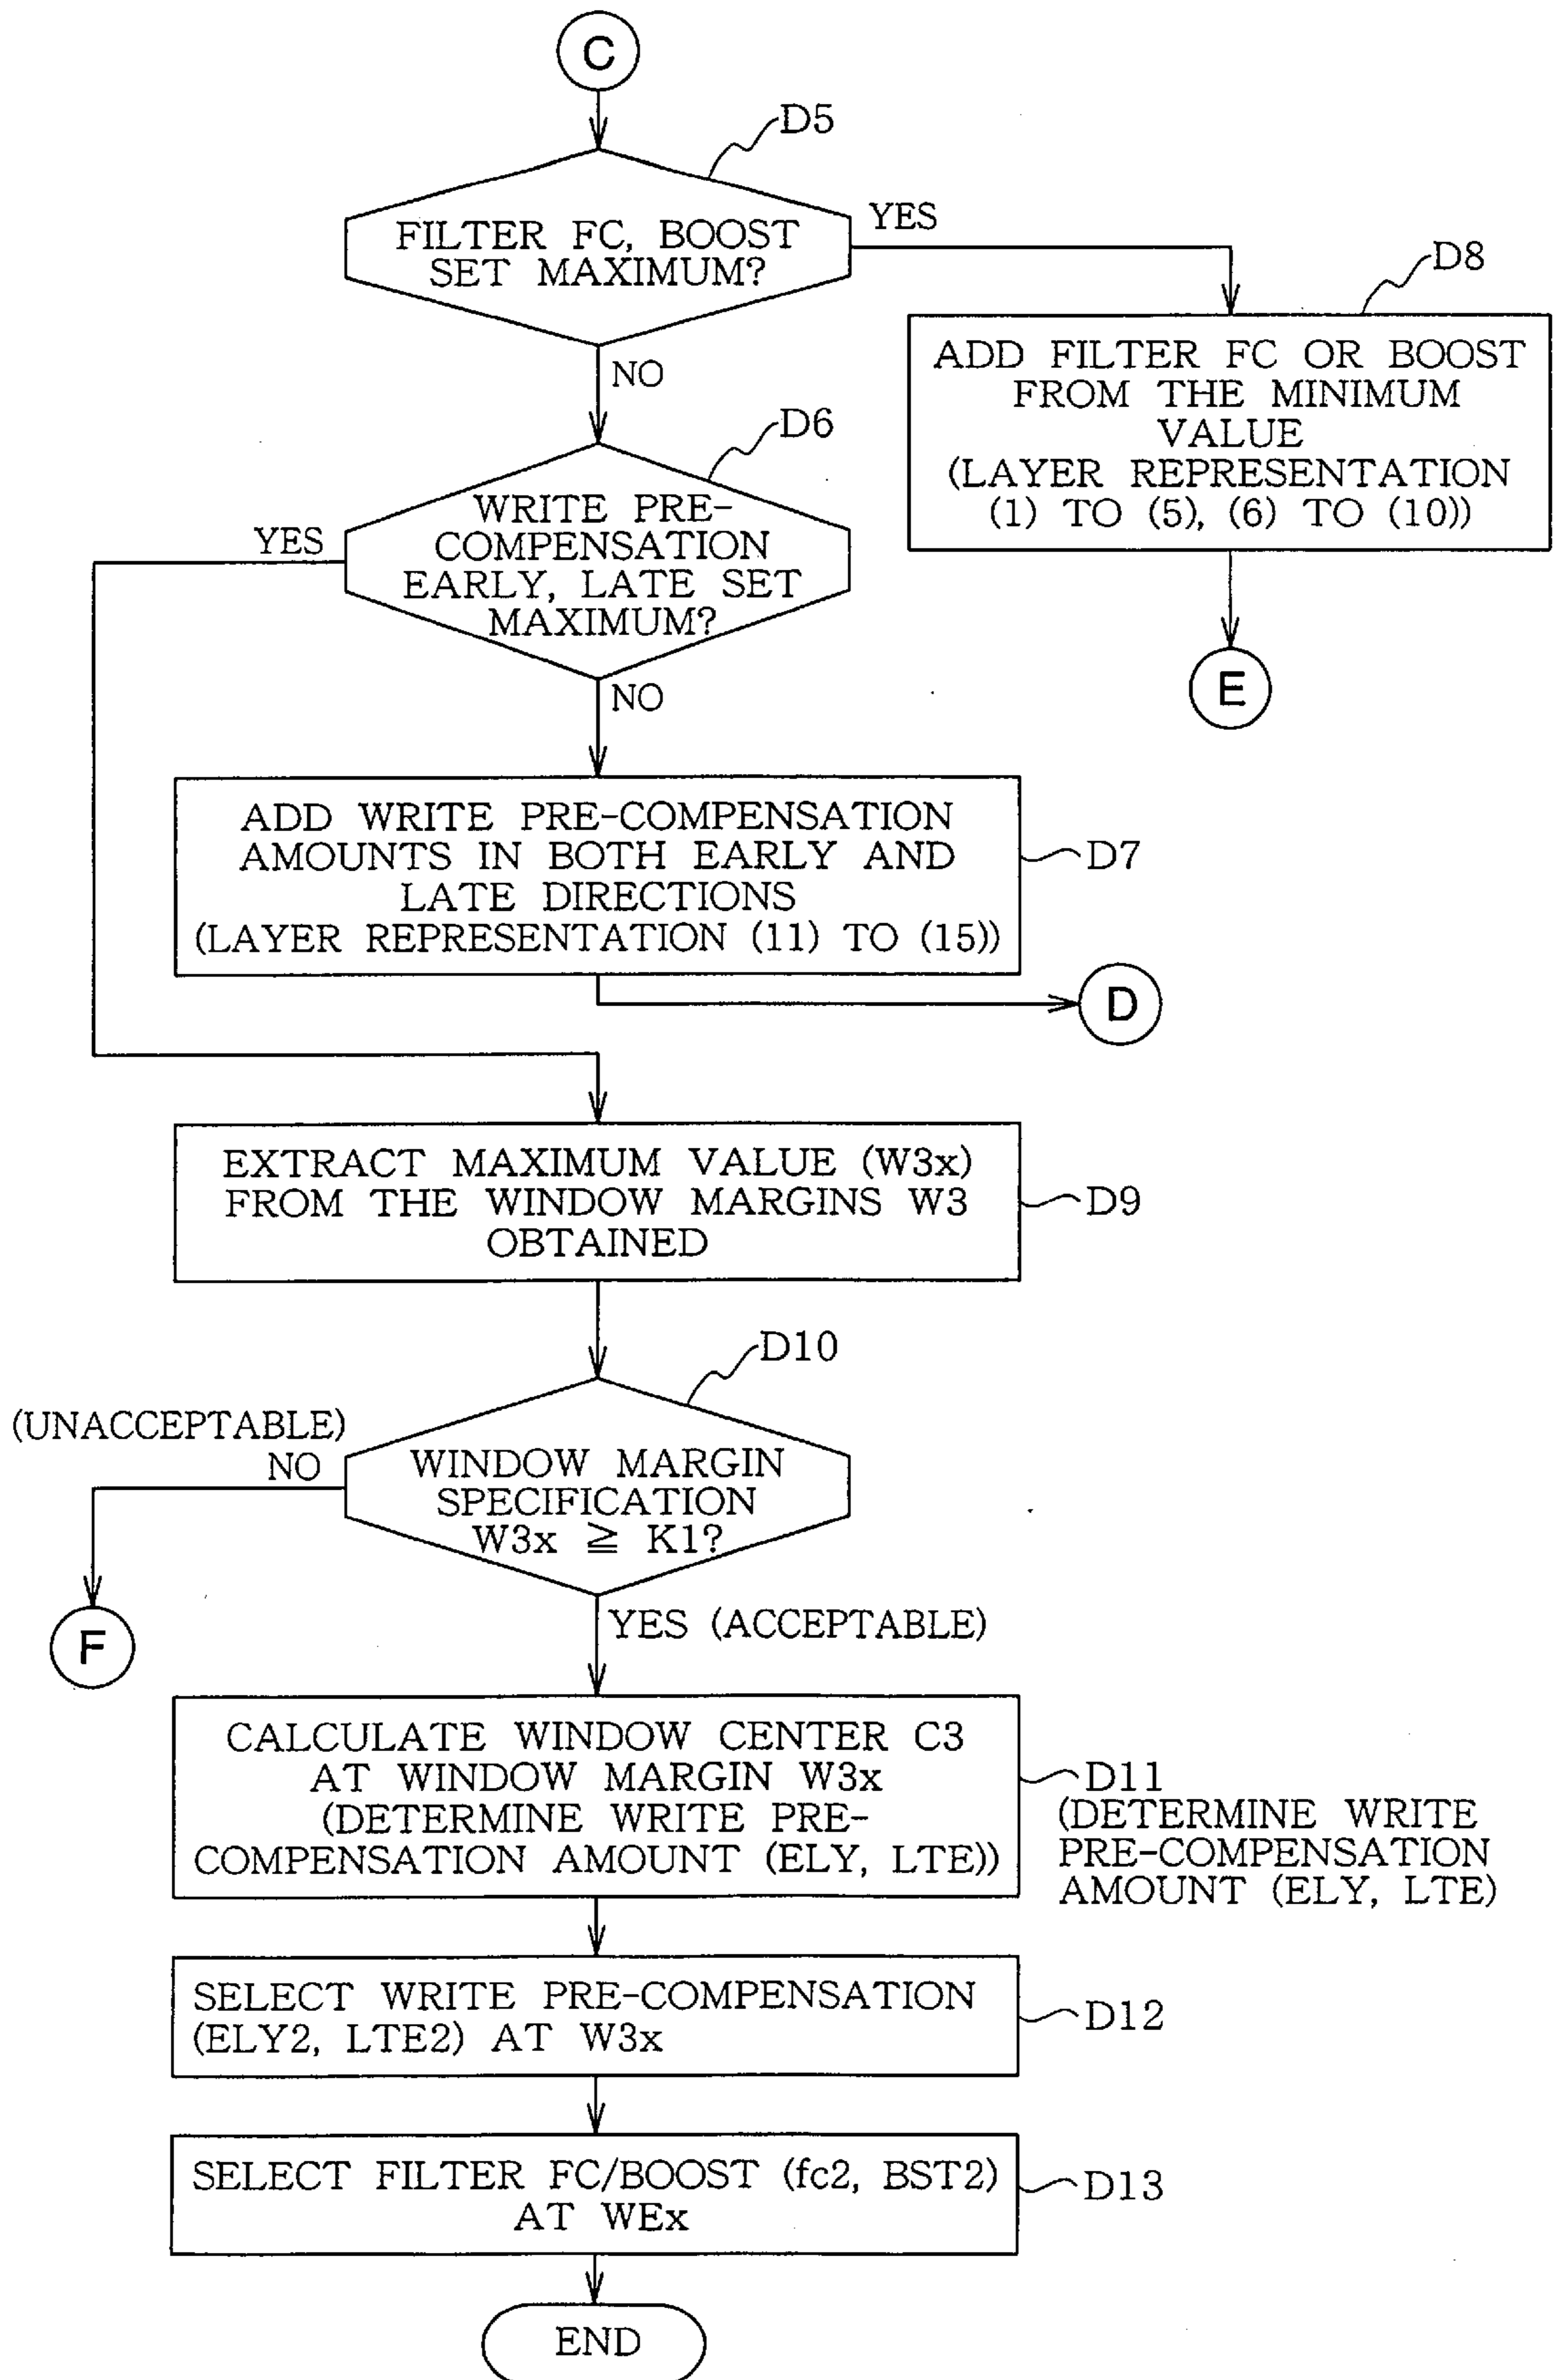 C
D5
FILTER FC, BOOST
SET MAXIMUM?
YES
NO
D8
ADD FILTER FC OR BOOST
FROM THE MINIMUM
VALUE
(LAYER REPRESENTATION
(1) TO (5), (6) TO (10))
E
D6
WRITE PRE-
COMPENSATION
EARLY, LATE SET
MAXIMUM?
YES
NO
ADD WRITE PRE-COMPENSATION
AMOUNTS IN BOTH EARLY AND
LATE DIRECTIONS
(LAYER REPRESENTATION (11) TO (15))
D7
D
EXTRACT MAXIMUM VALUE (W3x)
FROM THE WINDOW MARGINS W3
OBTAINED
D9
D10
WINDOW MARGIN
SPECIFICATION
W3x ≧ K1?
(UNACCEPTABLE)
NO
F
YES (ACCEPTABLE)
CALCULATE WINDOW CENTER C3
AT WINDOW MARGIN W3x
(DETERMINE WRITE PRE-
COMPENSATION AMOUNT (ELY, LTE))
D11
(DETERMINE WRITE
PRE-COMPENSATION
AMOUNT (ELY, LTE)
SELECT WRITE PRE-COMPENSATION
(ELY2, LTE2) AT W3x
D12
SELECT FILTER FC/BOOST (fc2, BST2)
AT WEx
D13
END